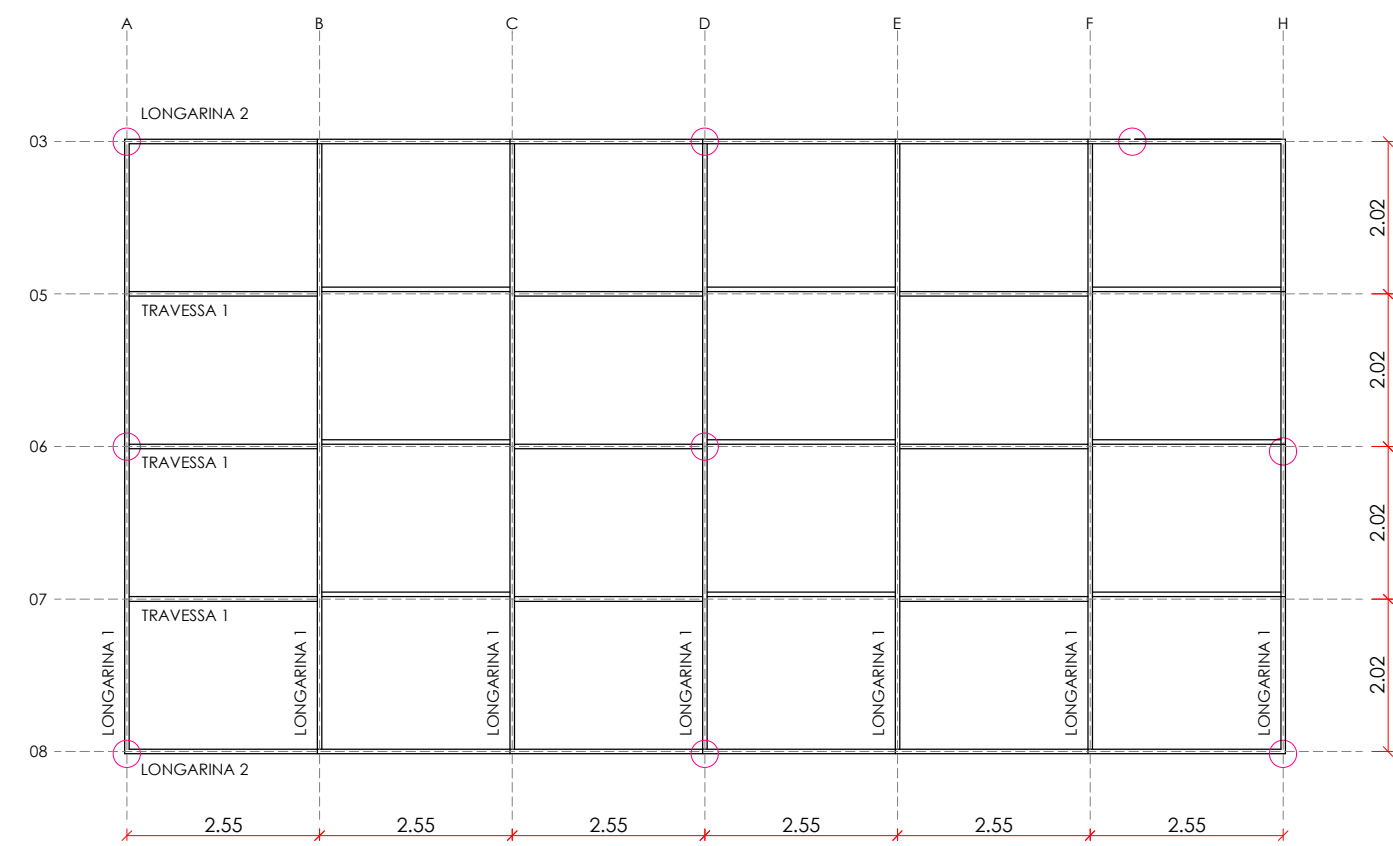 A B C D E F H
LONGARINA 2
03
2.02
05
TRAVESSA 1
2.02
06
TRAVESSA 1
2.02
07
TRAVESSA 1
LONGARINA 1 LONGARINA 1 LONGARINA 1 LONGARINA 1 LONGARINA 1 LONGARINA 1 LONGARINA 1
2.02
08
LONGARINA 2
2.55 2.55 2.55 2.55 2.55 2.55